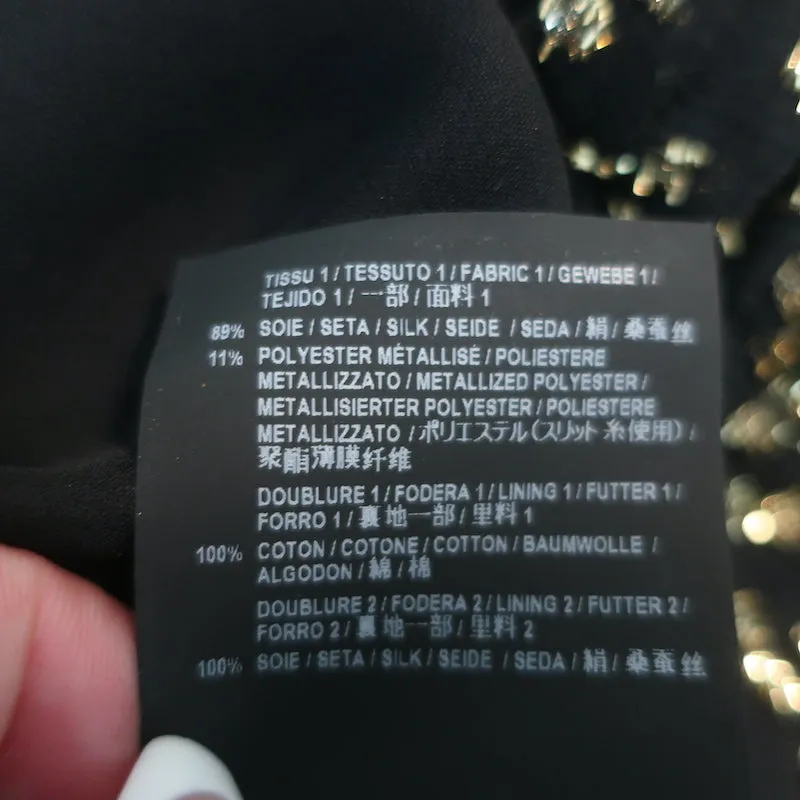 TISSU 1 / TESSUTO 1 / FABRIC 1 / GEWEBE 1 /
TEJIDO 1 / 一部 / 面料 1
89% SOIE / SETA / SILK / SEIDE / SEDA / 絹 / 桑蚕丝
11% POLYESTER MÉTALLISÉ / POLIESTERE
METALLIZZATO / METALLIZED POLYESTER /
METALLISIERTER POLYESTER / POLIESTERE
METALLIZZATO / ポリエステル(スリット 糸使用) /
聚酯薄膜纤维
DOUBLURE 1 / FODERA 1 / LINING 1 / FUTTER 1 /
FORRO 1 / 裏地一部 / 里料 1
100% COTON / COTONE / COTTON / BAUMWOLLE /
ALGODON / 綿 / 棉
DOUBLURE 2 / FODERA 2 / LINING 2 / FUTTER 2 /
FORRO 2 / 裏地一部 / 里料 2
100% SOIE / SETA / SILK / SEIDE / SEDA / 絹 / 桑蚕丝